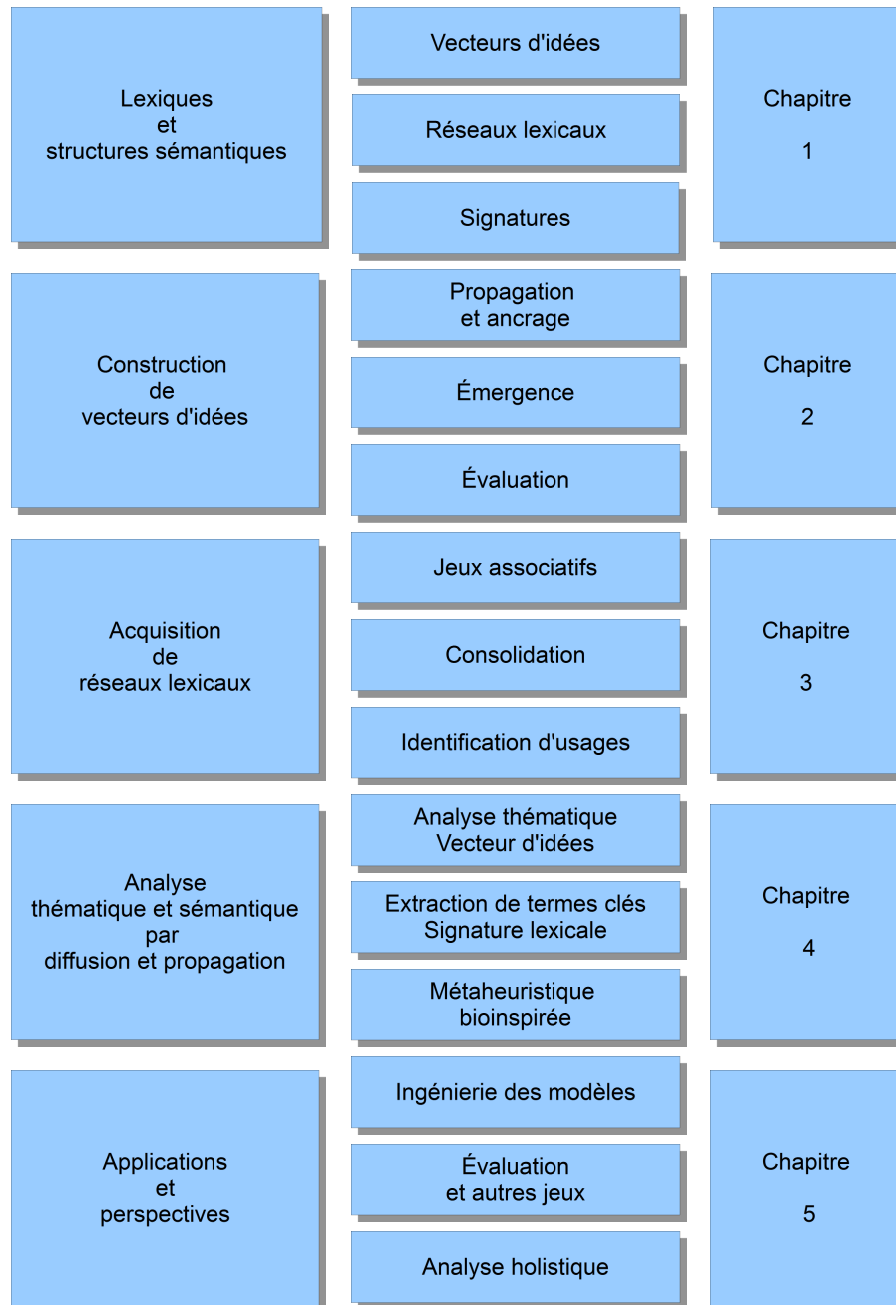 Lexiques
et
structures sémantiques
Vecteurs d'idées
Réseaux lexicaux
Signatures
Chapitre
1
Construction
de
vecteurs d'idées
Propagation
et ancrage
Émergence
Évaluation
Chapitre
2
Acquisition
de
réseaux lexicaux
Jeux associatifs
Consolidation
Identification d'usages
Chapitre
3
Analyse
thématique et sémantique
par
diffusion et propagation
Analyse thématique
Vecteur d'idées
Extraction de termes clés
Signature lexicale
Métaheuristique
bioinspirée
Chapitre
4
Applications
et
perspectives
Ingénierie des modèles
Évaluation
et autres jeux
Analyse holistique
Chapitre
5